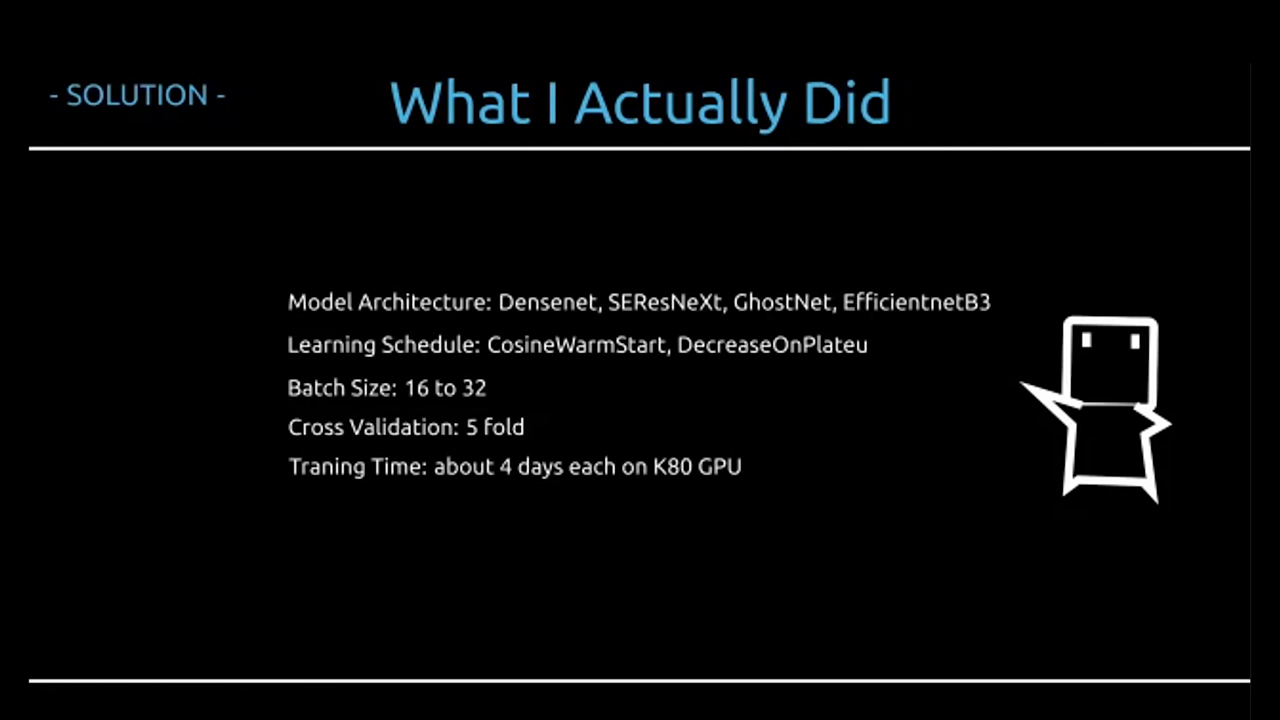 - SOLUTION -
What I Actually Did
Model Architecture: Densenet, SEResNeXt, GhostNet, EfficientnetB3
Learning Schedule: CosineWarmStart, DecreaseOnPlateu
Batch Size: 16 to 32
Cross Validation: 5 fold
Traning Time: about 4 days each on K80 GPU